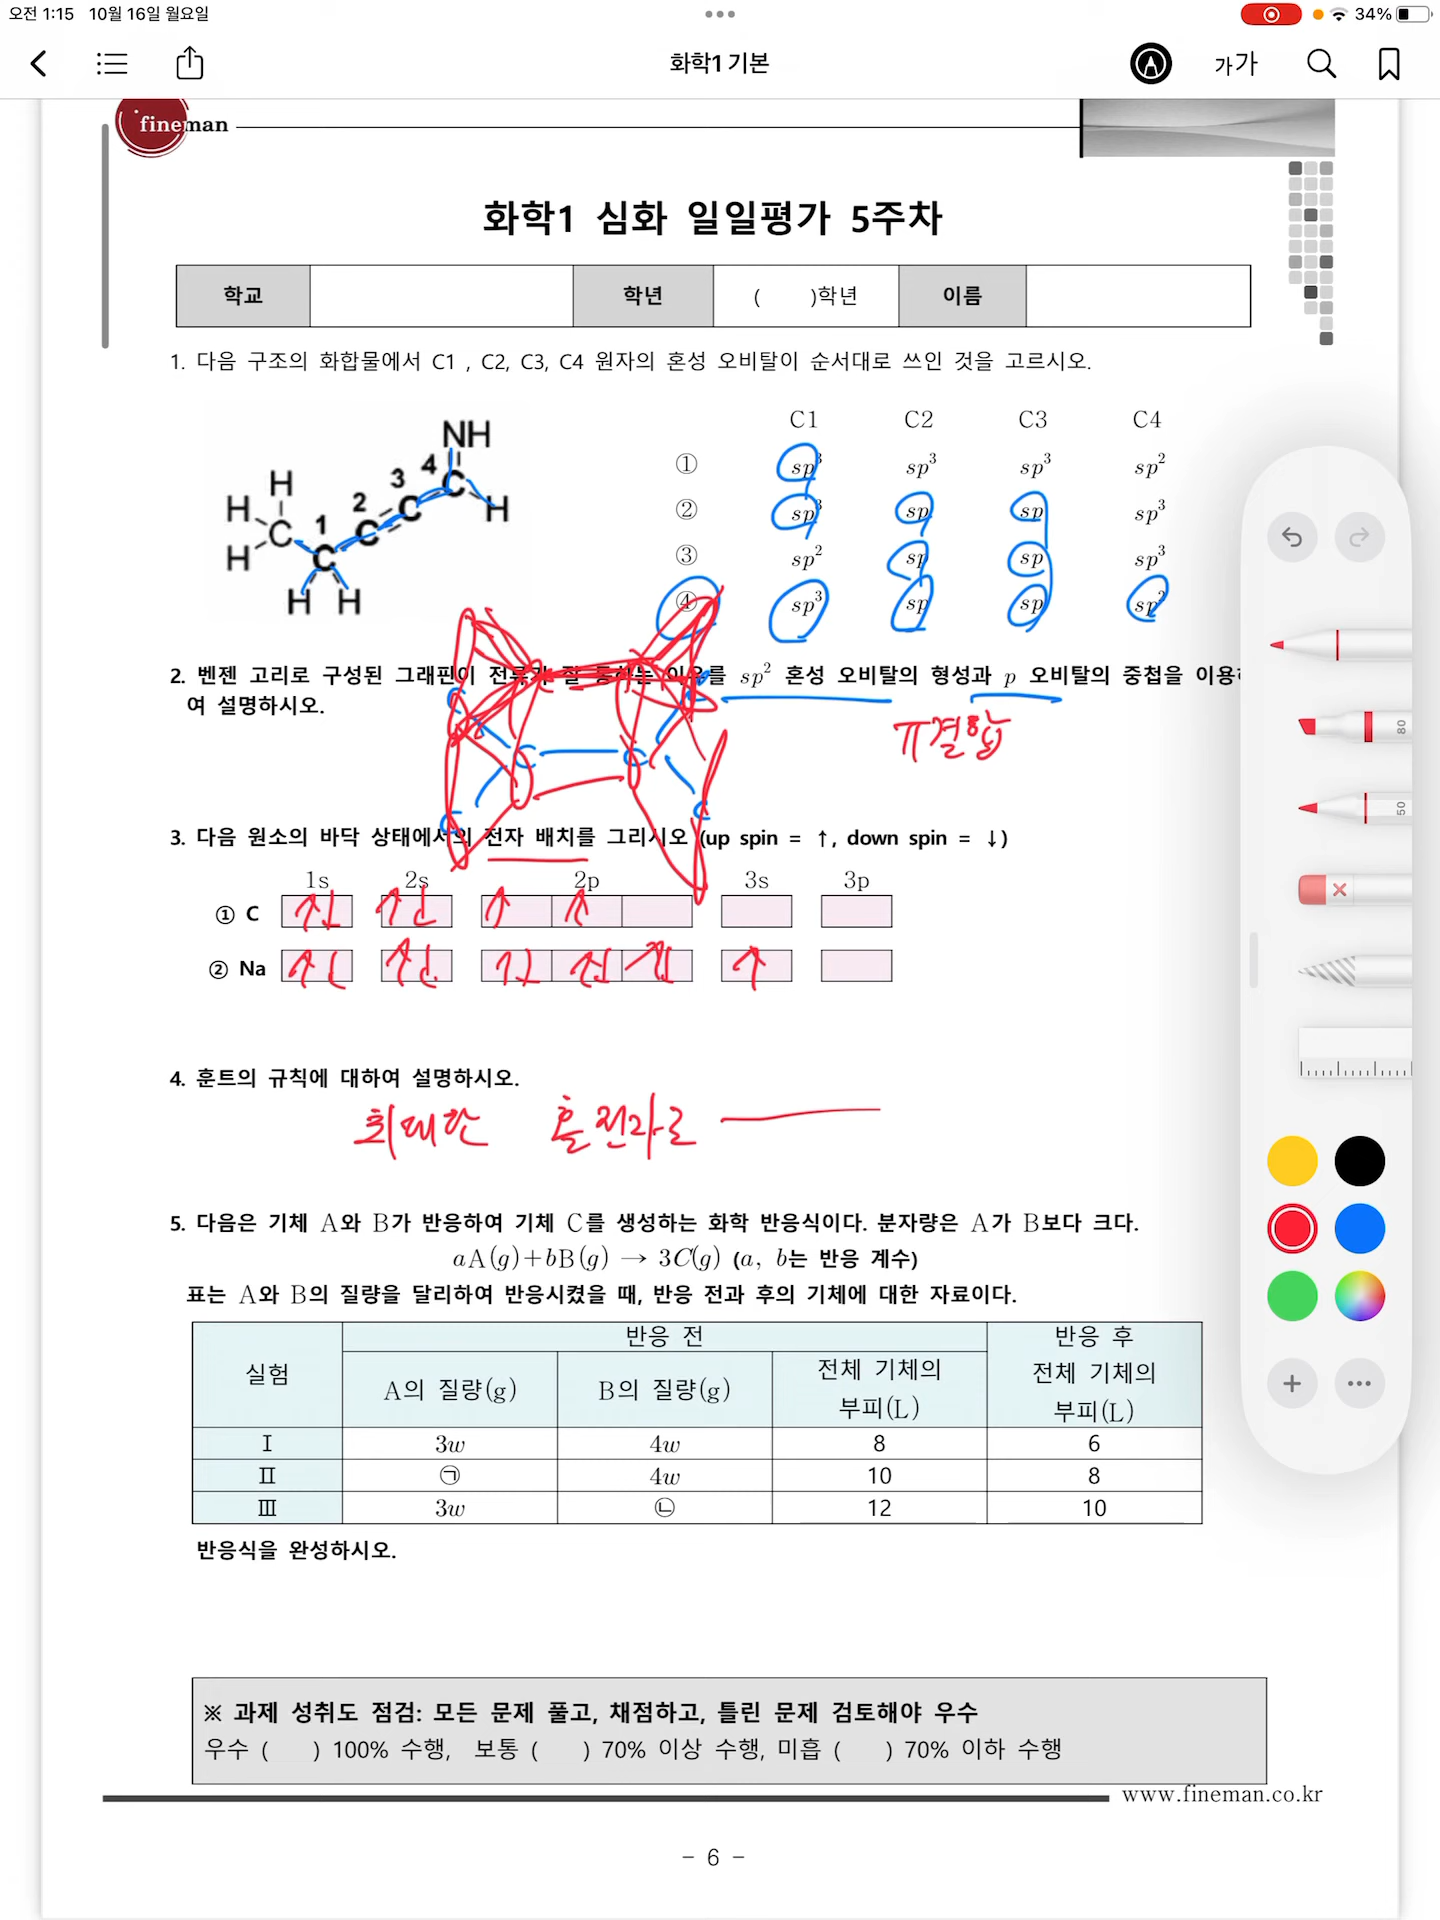 오전 1:15 10월 16일 월요일
34%
화학1 기본
가가
fineman
화학1 심화 일일평가 5주차
학교 학년 ( )학년 이름
1. 다음 구조의 화합물에서 C1 , C2, C3, C4 원자의 혼성 오비탈이 순서대로 쓰인 것을 고르시오.
C1 C2 C3 C4
① sp³ sp³ sp³ sp²
② sp³ sp sp sp³
③ sp² sp sp sp³
④ sp³ sp sp sp²
NH
4
3
H C
2 H
H
1 C
C C
H C
H H
2. 벤젠 고리로 구성된 그래핀이 전류가 잘 통하는 이유를 sp² 혼성 오비탈의 형성과 p 오비탈의 중첩을 이용하
여 설명하시오.
π결합
3. 다음 원소의 바닥 상태에서의 전자 배치를 그리시오 (up spin = ↑, down spin = ↓)
1s 2s 2p 3s 3p
① C ↑↓ ↑↓ ↑ ↑
② Na ↑↓ ↑↓ ↑↓ ↑↓ ↑↓ ↑
4. 훈트의 규칙에 대하여 설명하시오.
최대한 홀전자로
5. 다음은 기체 A와 B가 반응하여 기체 C를 생성하는 화학 반응식이다. 분자량은 A가 B보다 크다.
aA(g)+bB(g) → 3C(g) (a, b는 반응 계수)
표는 A와 B의 질량을 달리하여 반응시켰을 때, 반응 전과 후의 기체에 대한 자료이다.
실험 반응 전 반응 후
A의 질량(g) B의 질량(g) 전체 기체의 부피(L) 전체 기체의 부피(L)
Ⅰ 3w 4w 8 6
Ⅱ ㉠ 4w 10 8
Ⅲ 3w ㉡ 12 10
반응식을 완성하시오.
※ 과제 성취도 점검: 모든 문제 풀고, 채점하고, 틀린 문제 검토해야 우수
우수 ( ) 100% 수행, 보통 ( ) 70% 이상 수행, 미흡 ( ) 70% 이하 수행
www.fineman.co.kr
- 6 -
80
50